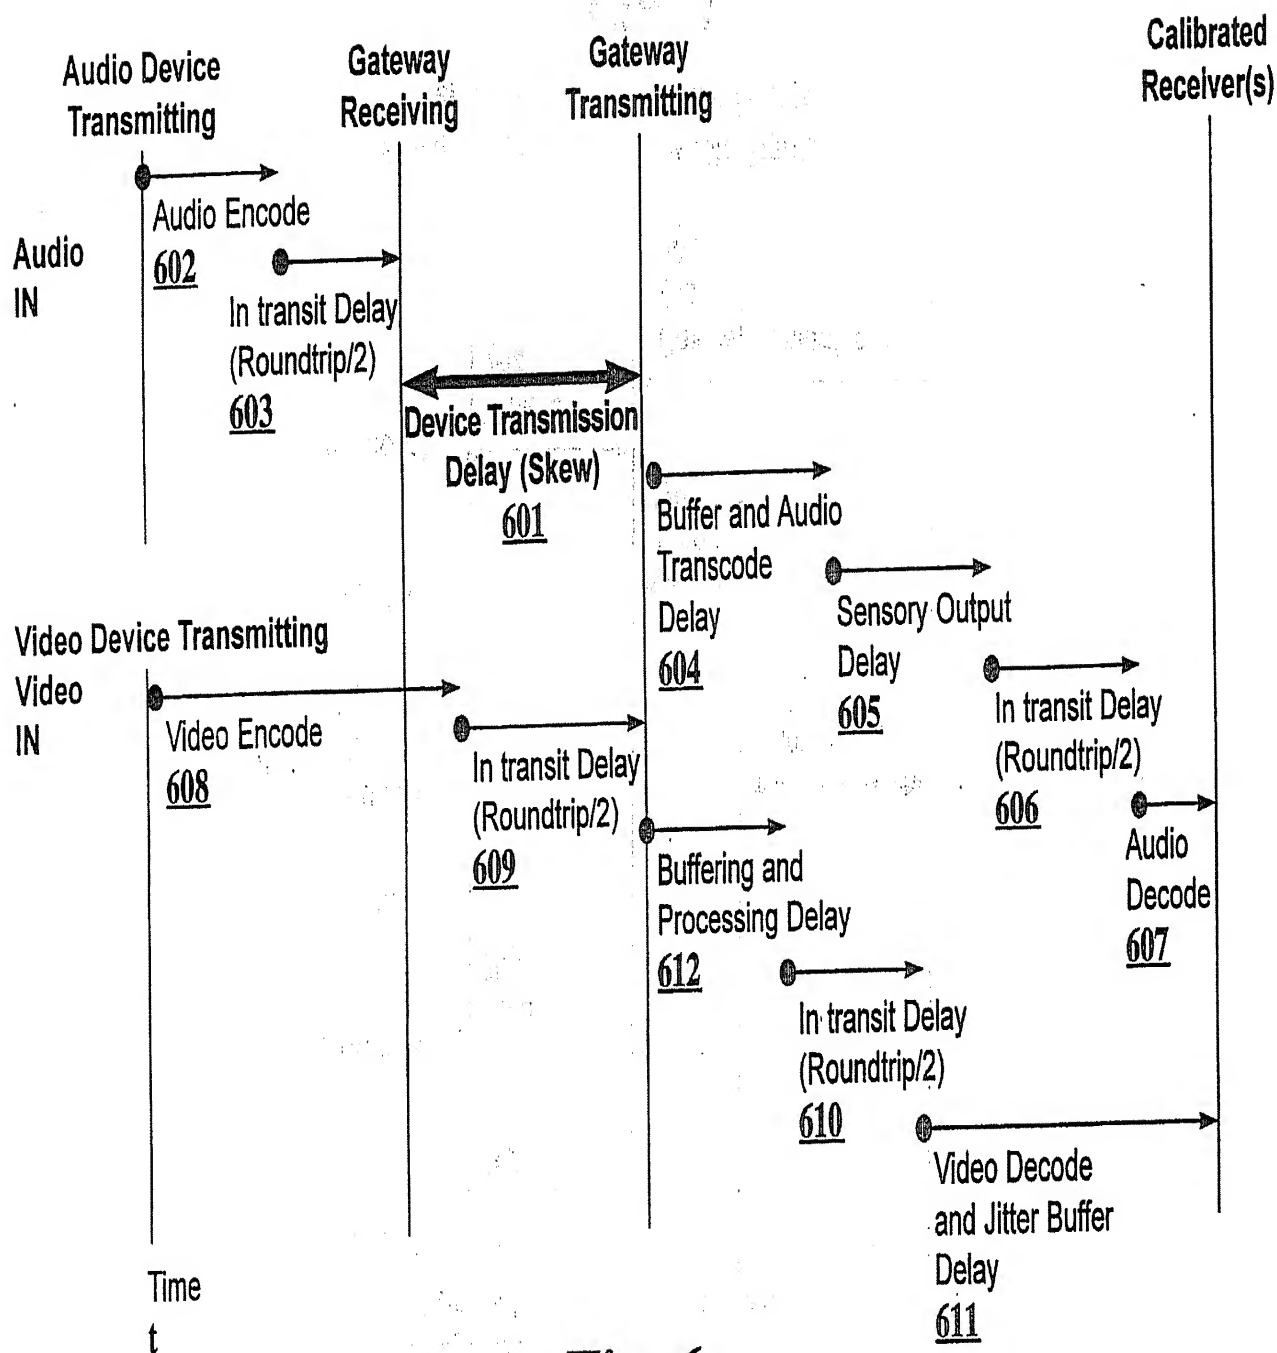 Audio Device
Transmitting
Gateway
Receiving
Gateway
Transmitting
Calibrated
Receiver(s)
Audio
IN
Audio Encode
602
In transit Delay
(Roundtrip/2)
603
Device Transmission
Delay (Skew)
601
Buffer and Audio
Transcode
Delay
604
Sensory Output
Delay
605
In transit Delay
(Roundtrip/2)
606
Audio
Decode
607
Video Device Transmitting
Video
IN
Video Encode
608
In transit Delay
(Roundtrip/2)
609
Buffering and
Processing Delay
612
In transit Delay
(Roundtrip/2)
610
Video Decode
and Jitter Buffer
Delay
611
Time
t